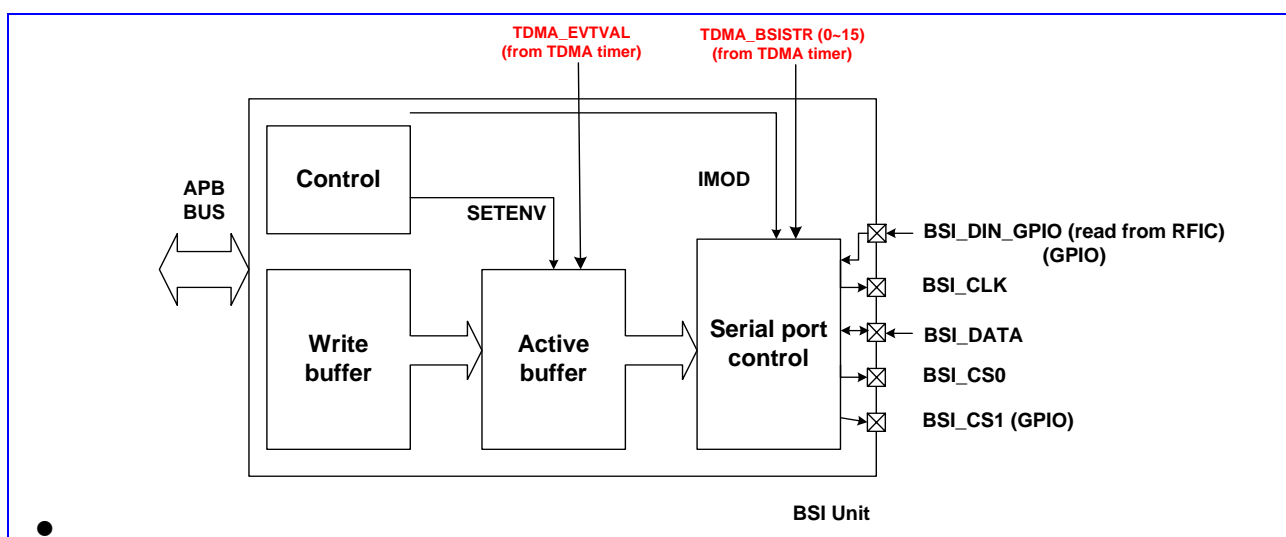 TDMA_EVTVAL
(from TDMA timer)
TDMA_BSISTR (0~15)
(from TDMA timer)
Control
APB
BUS
SETENV
IMOD
Write
buffer
Active
buffer
Serial port
control
BSI_DIN_GPIO (read from RFIC)
(GPIO)
BSI_CLK
BSI_DATA
BSI_CS0
BSI_CS1 (GPIO)
BSI Unit